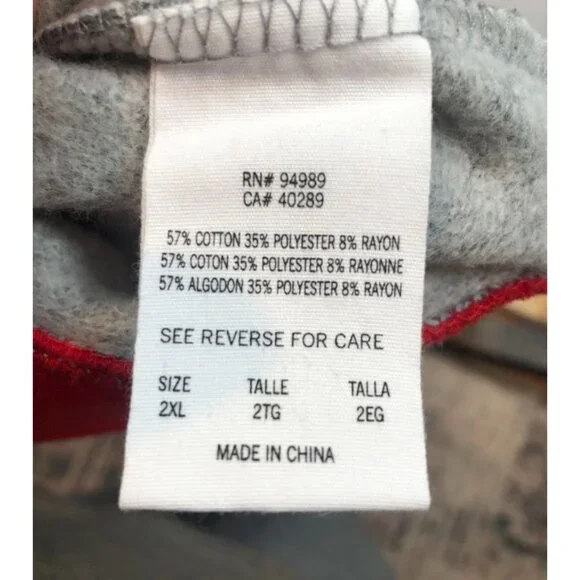 RN# 94989
CA# 40289
57% COTTON 35% POLYESTER 8% RAYON
57% COTON 35% POLYESTER 8% RAYONNE
57% ALGODON 35% POLYESTER 8% RAYON
SEE REVERSE FOR CARE
SIZE TALLE TALLA
2XL 2TG 2EG
MADE IN CHINA